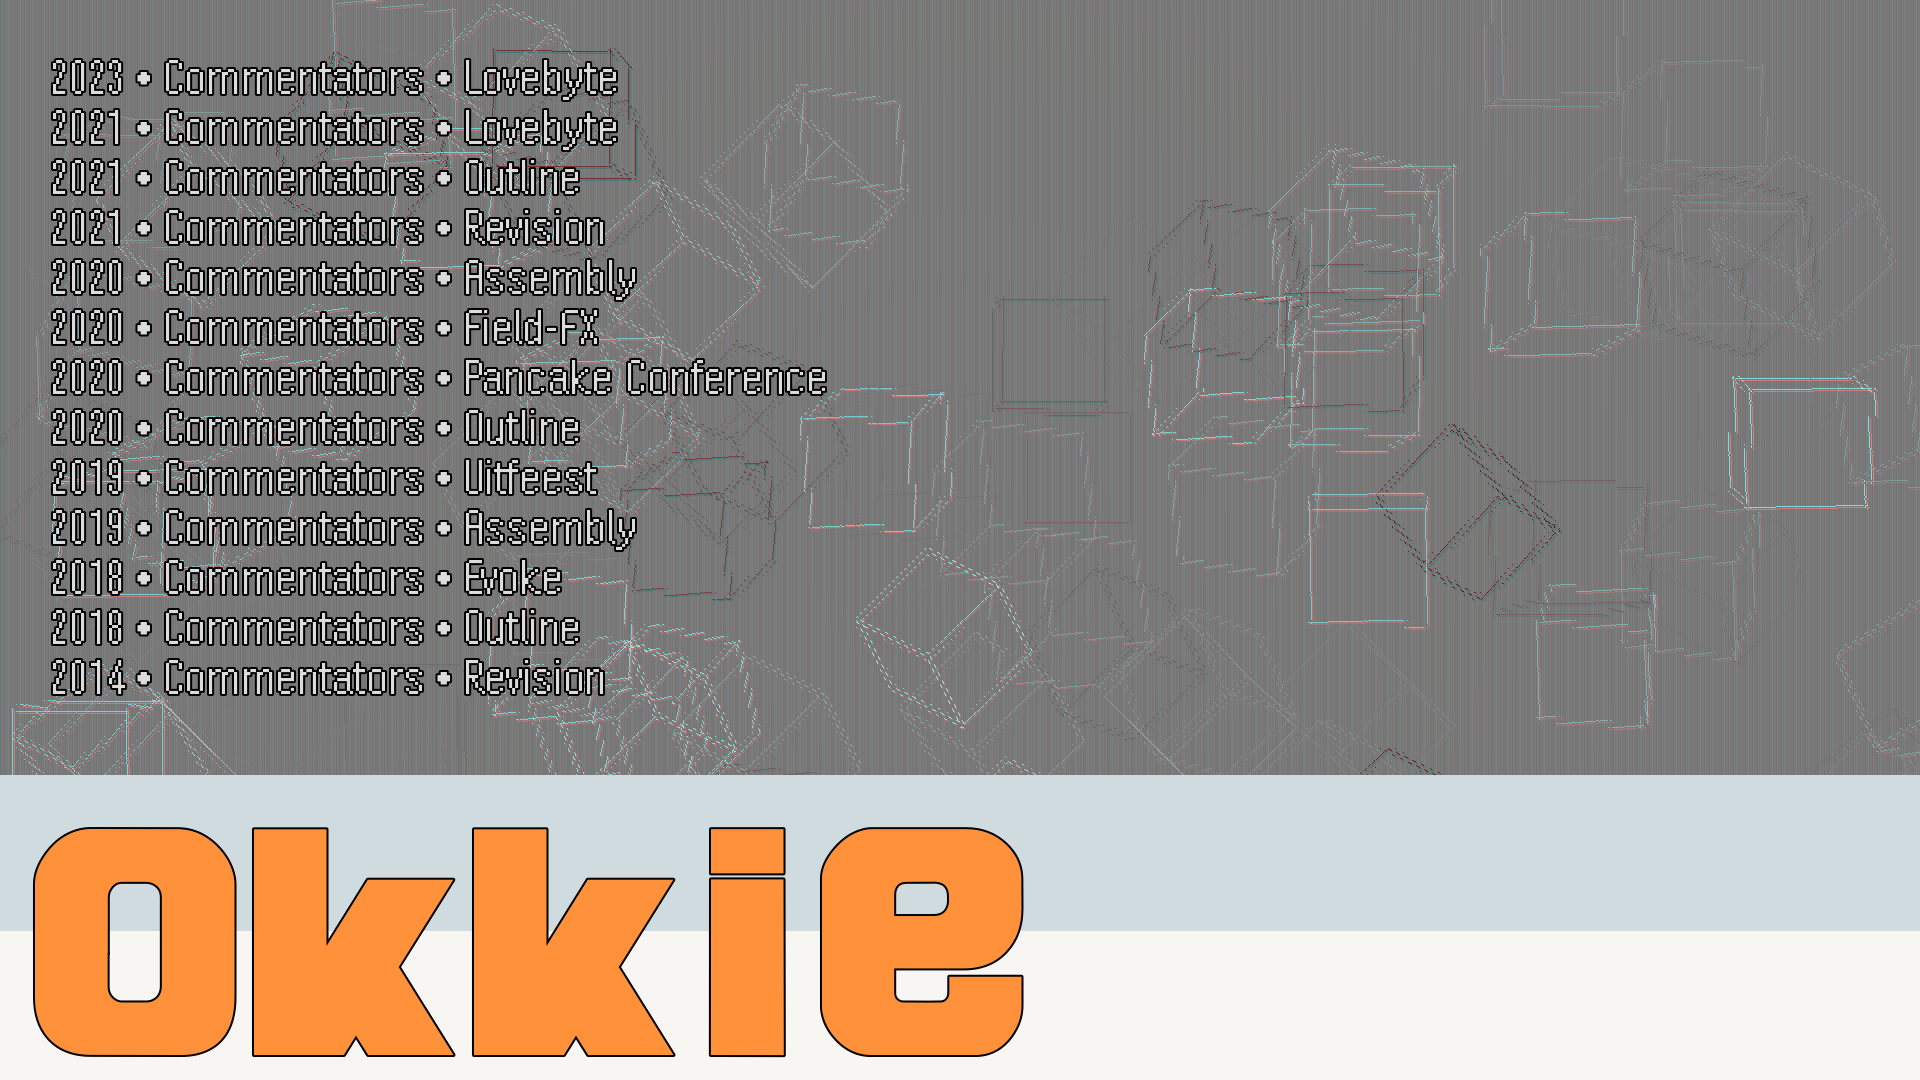 2023 • Commentators • Lovebyte
2021 • Commentators • Lovebyte
2021 • Commentators • Outline
2021 • Commentators • Revision
2020 • Commentators • Assembly
2020 • Commentators • Field-FX
2020 • Commentators • Pancake Conference
2020 • Commentators • Outline
2019 • Commentators • Uitfeest
2019 • Commentators • Assembly
2018 • Commentators • Evoke
2018 • Commentators • Outline
2014 • Commentators • Revision
okkie